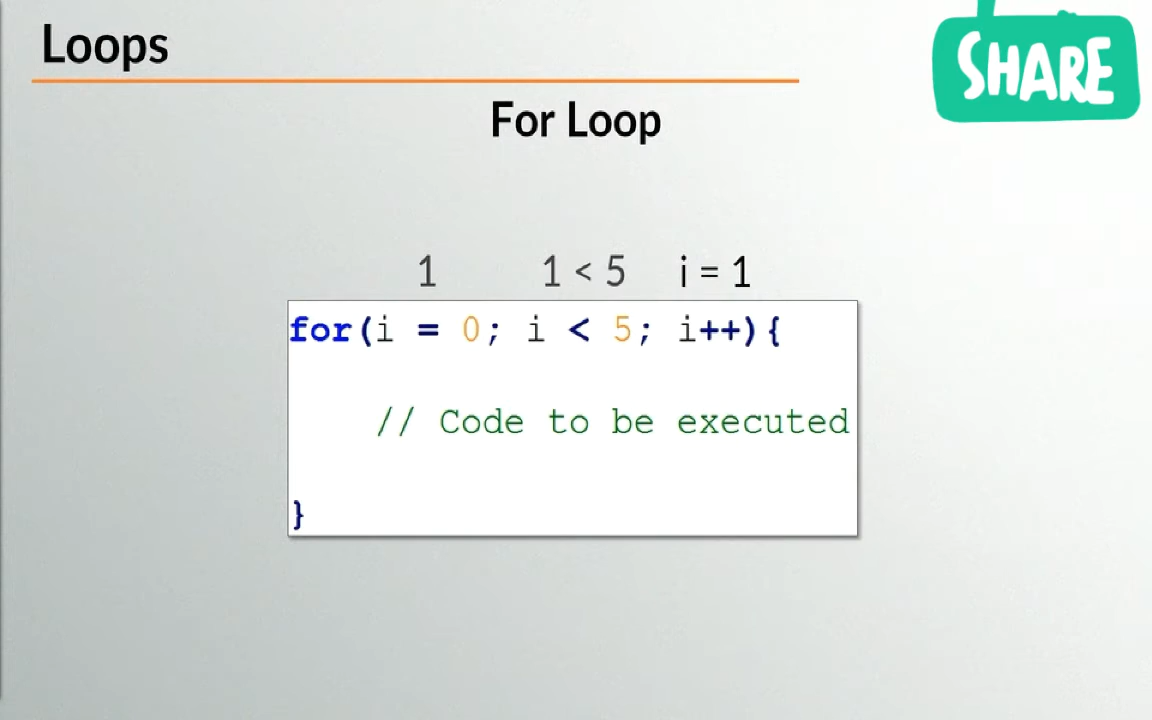 Loops
SHARE
For Loop
1 1 < 5 i = 1
for(i = 0; i < 5; i++){
// Code to be executed
}